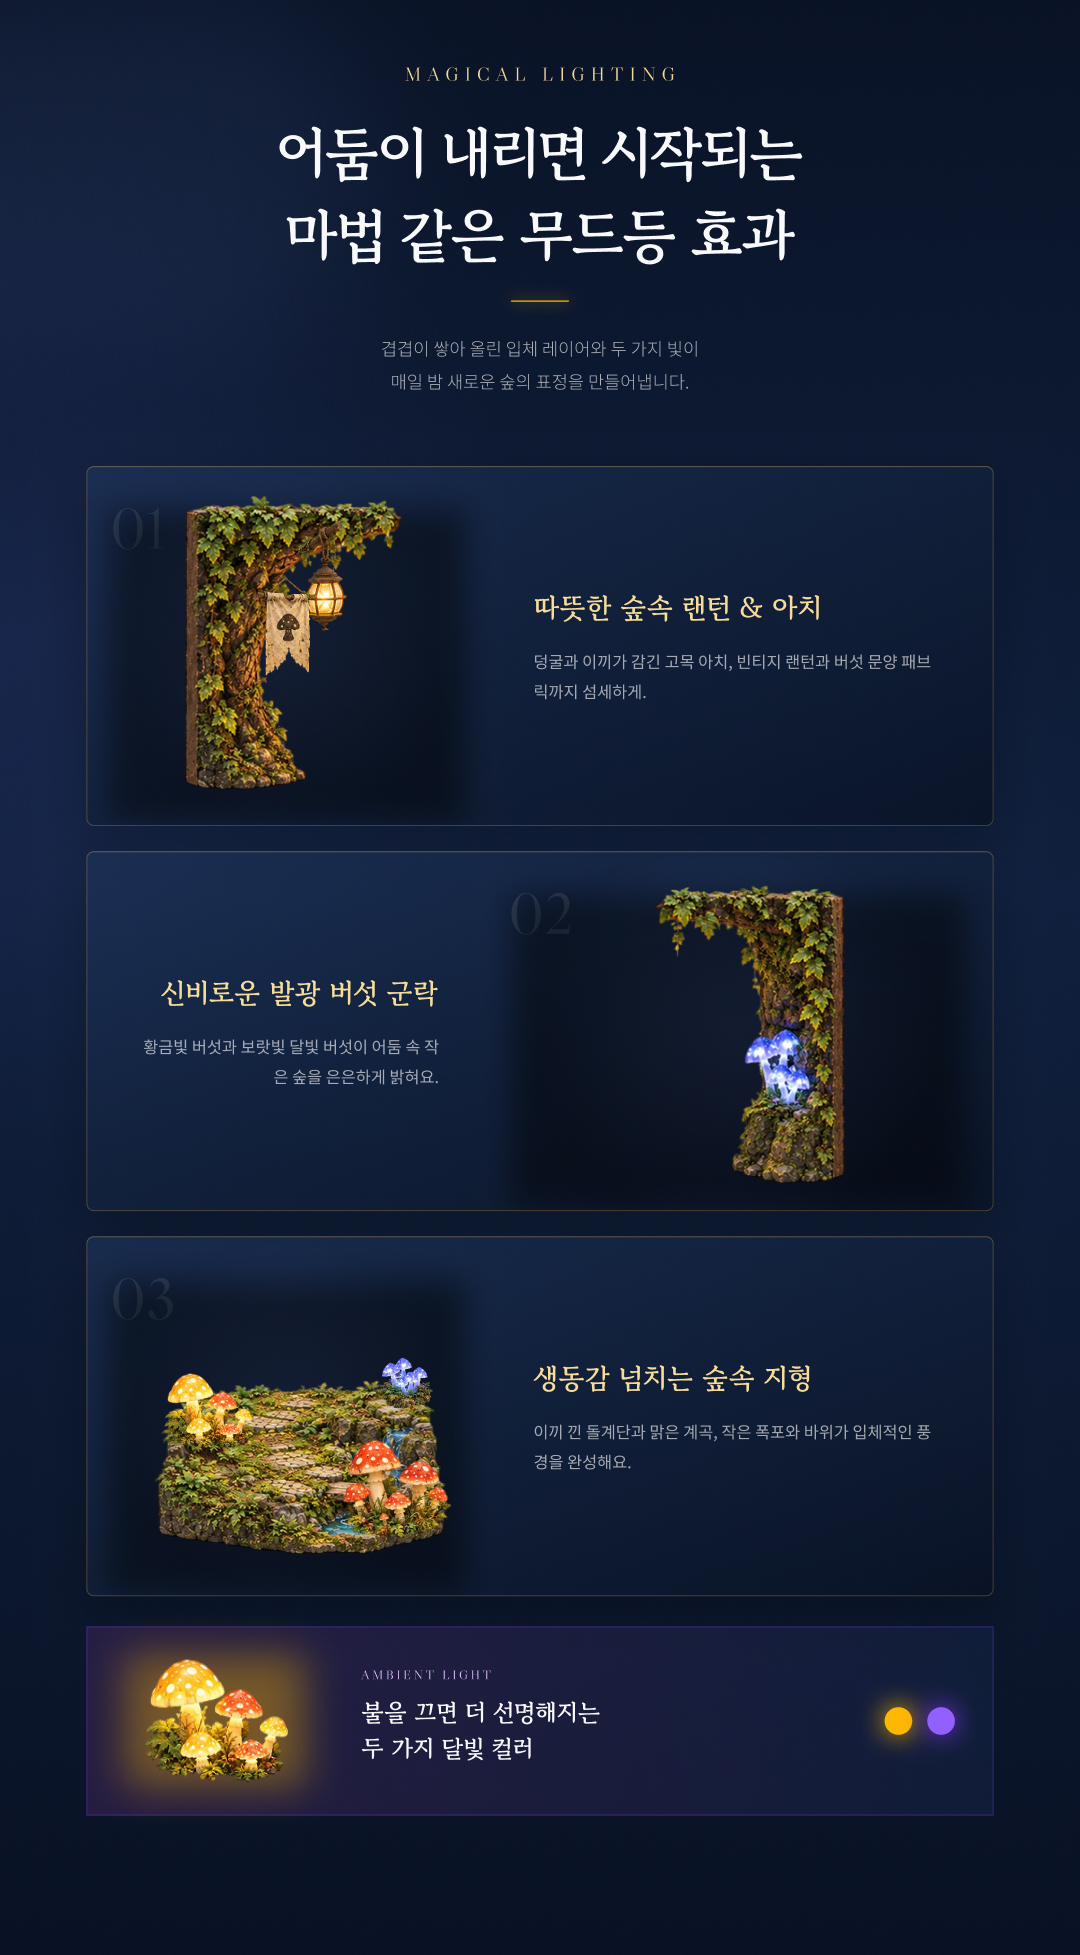 MAGICAL LIGHTING
어둠이 내리면 시작되는
마법 같은 무드등 효과
겹겹이 쌓아 올린 입체 레이어와 두 가지 빛이
매일 밤 새로운 숲의 표정을 만들어냅니다.
01
따뜻한 숲속 랜턴 & 아치
덩굴과 이끼가 감긴 고목 아치, 빈티지 랜턴과 버섯 문양 패브
릭까지 섬세하게.
02
신비로운 발광 버섯 군락
황금빛 버섯과 보랏빛 달빛 버섯이 어둠 속 작
은 숲을 은은하게 밝혀요.
03
생동감 넘치는 숲속 지형
이끼 낀 돌계단과 맑은 계곡, 작은 폭포와 바위가 입체적인 풍
경을 완성해요.
AMBIENT LIGHT
불을 끄면 더 선명해지는
두 가지 달빛 컬러